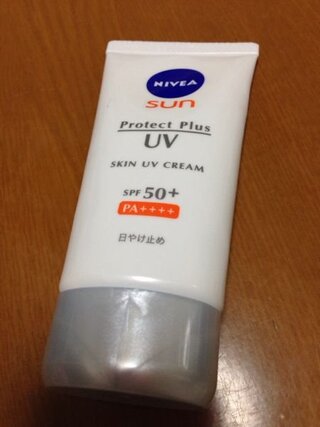 NIVEA
sun
Protect Plus
UV
SKIN UV CREAM
SPF 50+
PA++++
日やけ止め